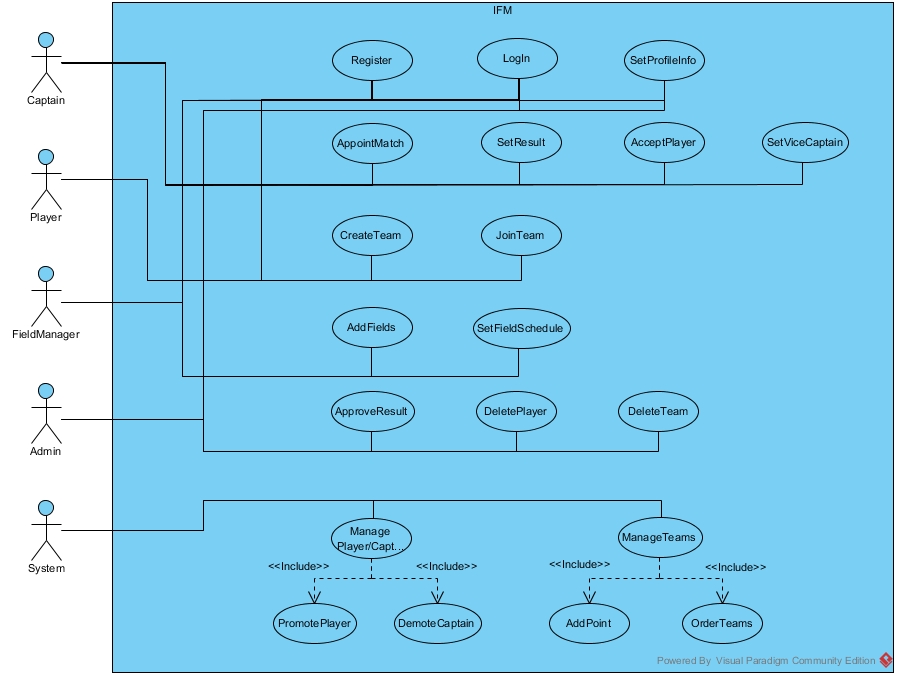 IFM
Captain
Register
LogIn
SetProfileInfo
Player
AppointMatch
SetResult
AcceptPlayer
SetViceCaptain
CreateTeam
JoinTeam
FieldManager
AddFields
SetFieldSchedule
Admin
ApproveResult
DeletePlayer
DeleteTeam
System
Manage
Player/Capt...
ManageTeams
<<Include>>
<<Include>>
<<Include>>
<<Include>>
PromotePlayer
DemoteCaptain
AddPoint
OrderTeams
Powered By Visual Paradigm Community Edition